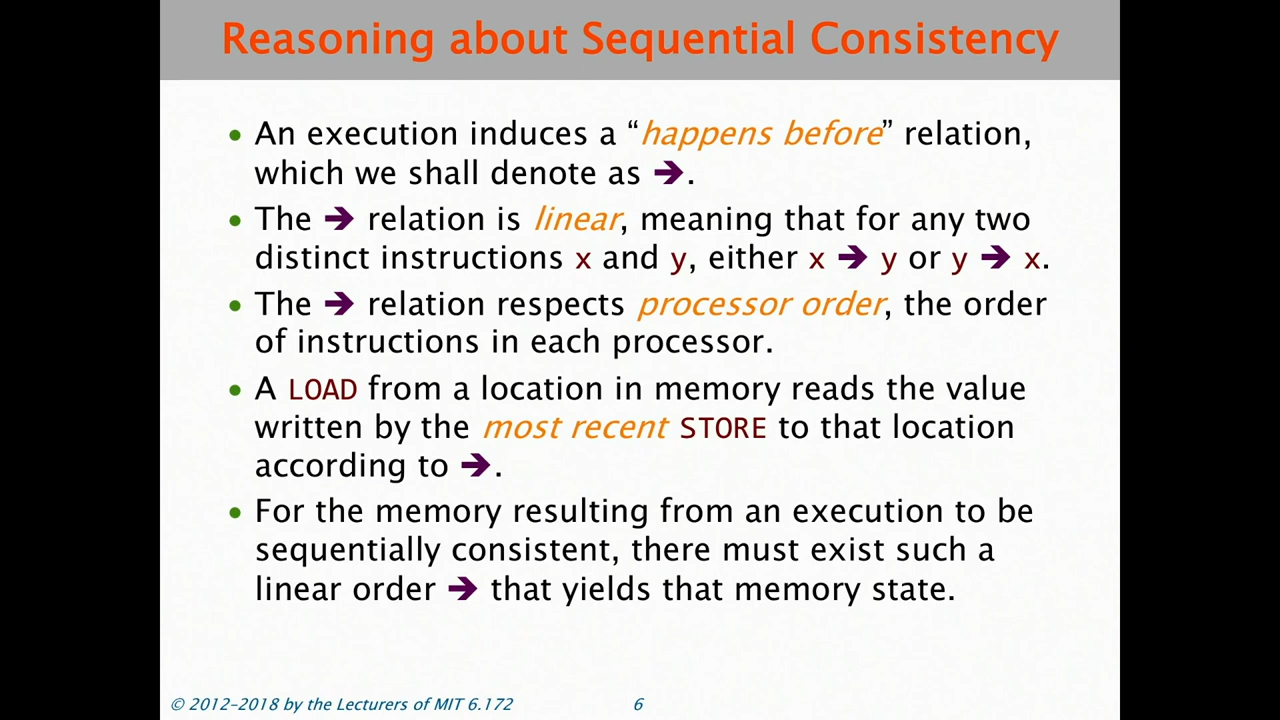 Reasoning about Sequential Consistency
• An execution induces a “happens before” relation,
which we shall denote as ➔.
• The ➔ relation is linear, meaning that for any two
distinct instructions x and y, either x ➔ y or y ➔ x.
• The ➔ relation respects processor order, the order
of instructions in each processor.
• A LOAD from a location in memory reads the value
written by the most recent STORE to that location
according to ➔.
• For the memory resulting from an execution to be
sequentially consistent, there must exist such a
linear order ➔ that yields that memory state.
© 2012–2018 by the Lecturers of MIT 6.172
6